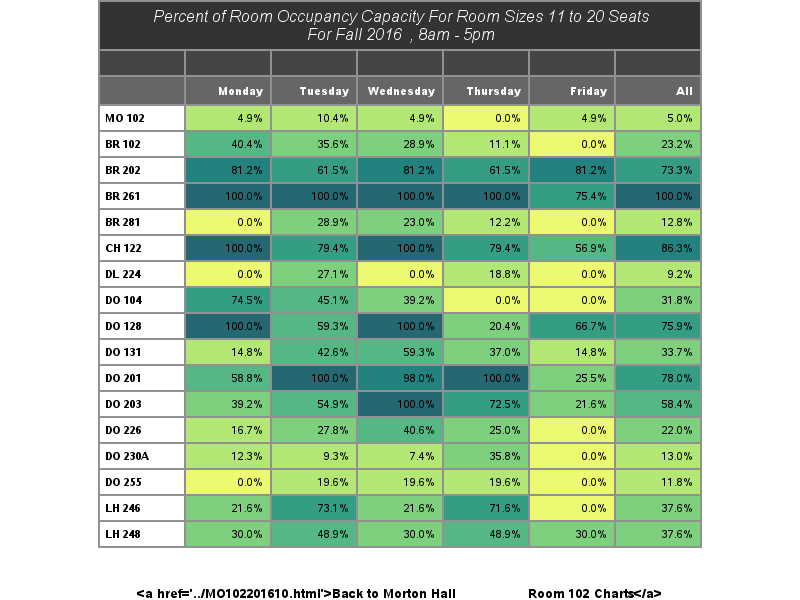 Percent of Room Occupancy Capacity For Room Sizes 11 to 20 Seats
For Fall 2016 , 8am - 5pm
Monday Tuesday Wednesday Thursday Friday All
MO 102 4.9% 10.4% 4.9% 0.0% 4.9% 5.0%
BR 102 40.4% 35.6% 28.9% 11.1% 0.0% 23.2%
BR 202 81.2% 61.5% 81.2% 61.5% 81.2% 73.3%
BR 261 100.0% 100.0% 100.0% 100.0% 75.4% 100.0%
BR 281 0.0% 28.9% 23.0% 12.2% 0.0% 12.8%
CH 122 100.0% 79.4% 100.0% 79.4% 56.9% 86.3%
DL 224 0.0% 27.1% 0.0% 18.8% 0.0% 9.2%
DO 104 74.5% 45.1% 39.2% 0.0% 0.0% 31.8%
DO 128 100.0% 59.3% 100.0% 20.4% 66.7% 75.9%
DO 131 14.8% 42.6% 59.3% 37.0% 14.8% 33.7%
DO 201 58.8% 100.0% 98.0% 100.0% 25.5% 78.0%
DO 203 39.2% 54.9% 100.0% 72.5% 21.6% 58.4%
DO 226 16.7% 27.8% 40.6% 25.0% 0.0% 22.0%
DO 230A 12.3% 9.3% 7.4% 35.8% 0.0% 13.0%
DO 255 0.0% 19.6% 19.6% 19.6% 0.0% 11.8%
LH 246 21.6% 73.1% 21.6% 71.6% 0.0% 37.6%
LH 248 30.0% 48.9% 30.0% 48.9% 30.0% 37.6%
<a href='../MO102201610.html'>Back to Morton Hall Room 102 Charts</a>